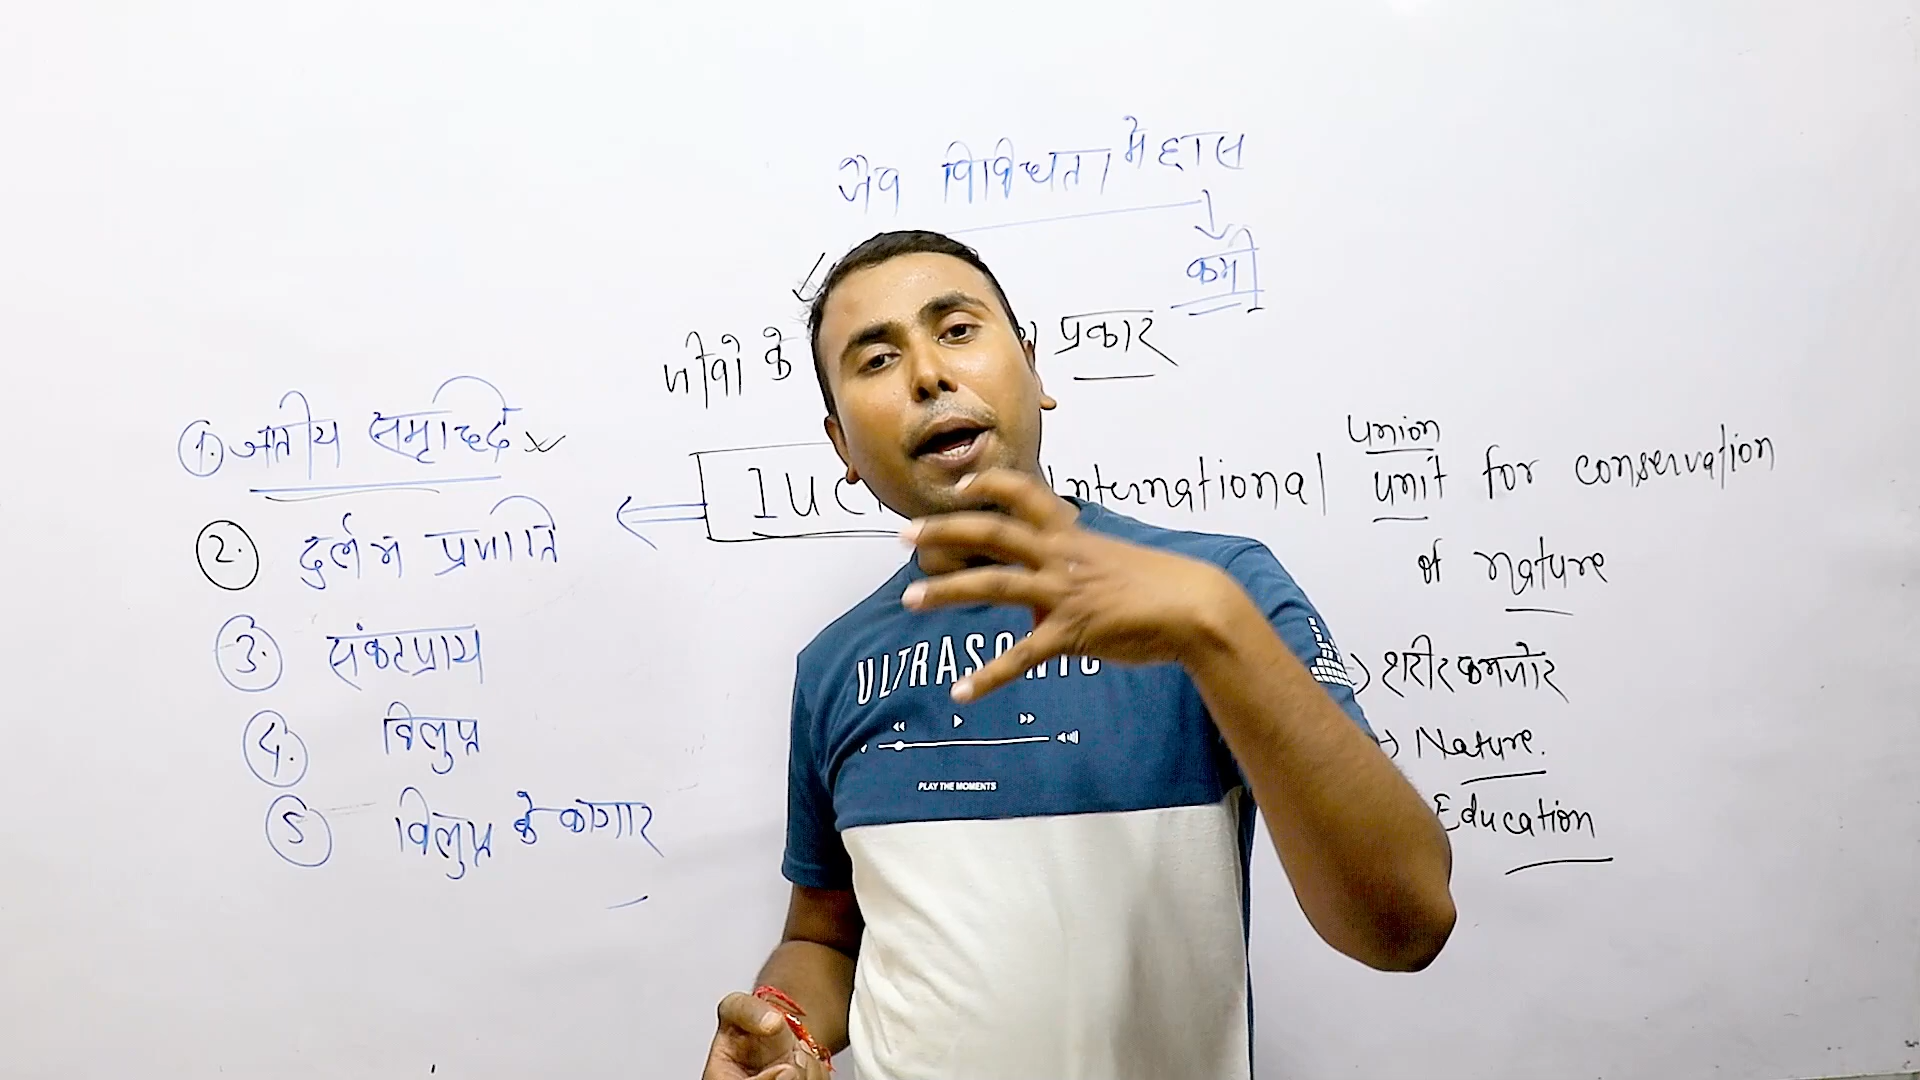 जैव विविधता मे ह्रास
कमी
जीवो के प्रकार
1. जातीय समृद्धि
2. दुर्लभ प्रजाति
3. संकटप्राय
4. विलुप्त
5. विलुप्त के कागार
IUC
International unit for conservation
union
of nature
शरीर कमजोर
Nature.
Education
ULTRASONIC
PLAY THE MOMENTS